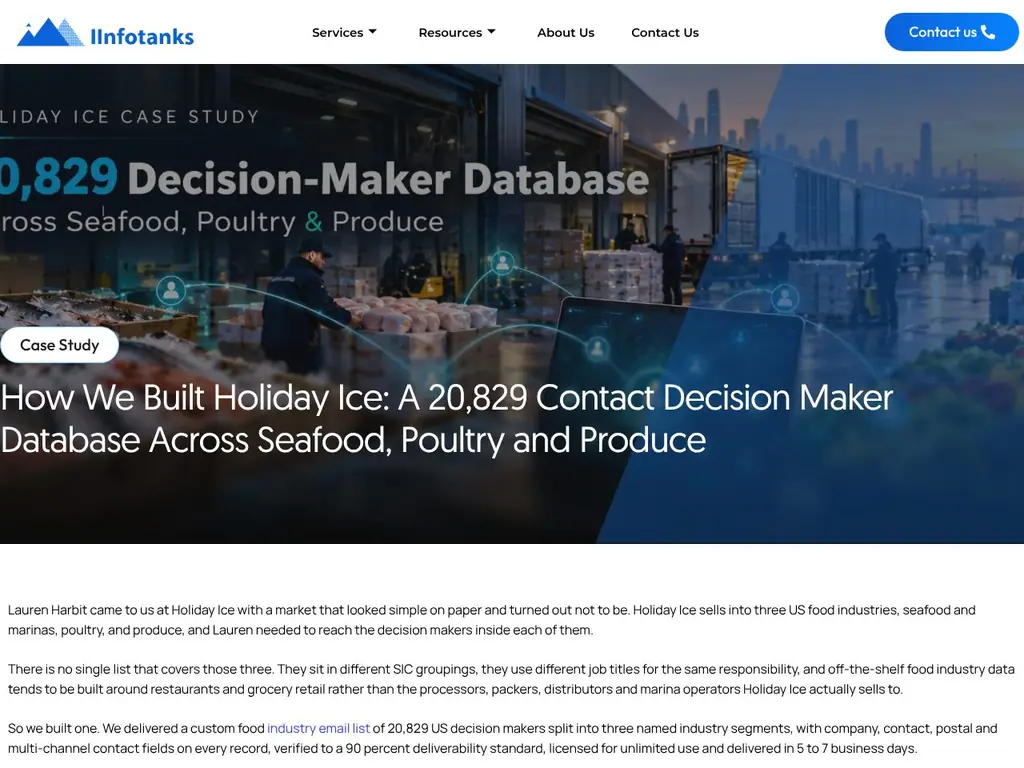 IInfotanks
Services
Resources
About Us
Contact Us
Contact us
LIDAY ICE CASE STUDY
0,829 Decision-Maker Database
ross Seafood, Poultry & Produce
Case Study
How We Built Holiday Ice: A 20,829 Contact Decision Maker
Database Across Seafood, Poultry and Produce
Lauren Harbit came to us at Holiday Ice with a market that looked simple on paper and turned out not to be. Holiday Ice sells into three US food industries, seafood and
marinas, poultry, and produce, and Lauren needed to reach the decision makers inside each of them.
There is no single list that covers those three. They sit in different SIC groupings, they use different job titles for the same responsibility, and off-the-shelf food industry data
tends to be built around restaurants and grocery retail rather than the processors, packers, distributors and marina operators Holiday Ice actually sells to.
So we built one. We delivered a custom food industry email list of 20,829 US decision makers split into three named industry segments, with company, contact, postal and
multi-channel contact fields on every record, verified to a 90 percent deliverability standard, licensed for unlimited use and delivered in 5 to 7 business days.